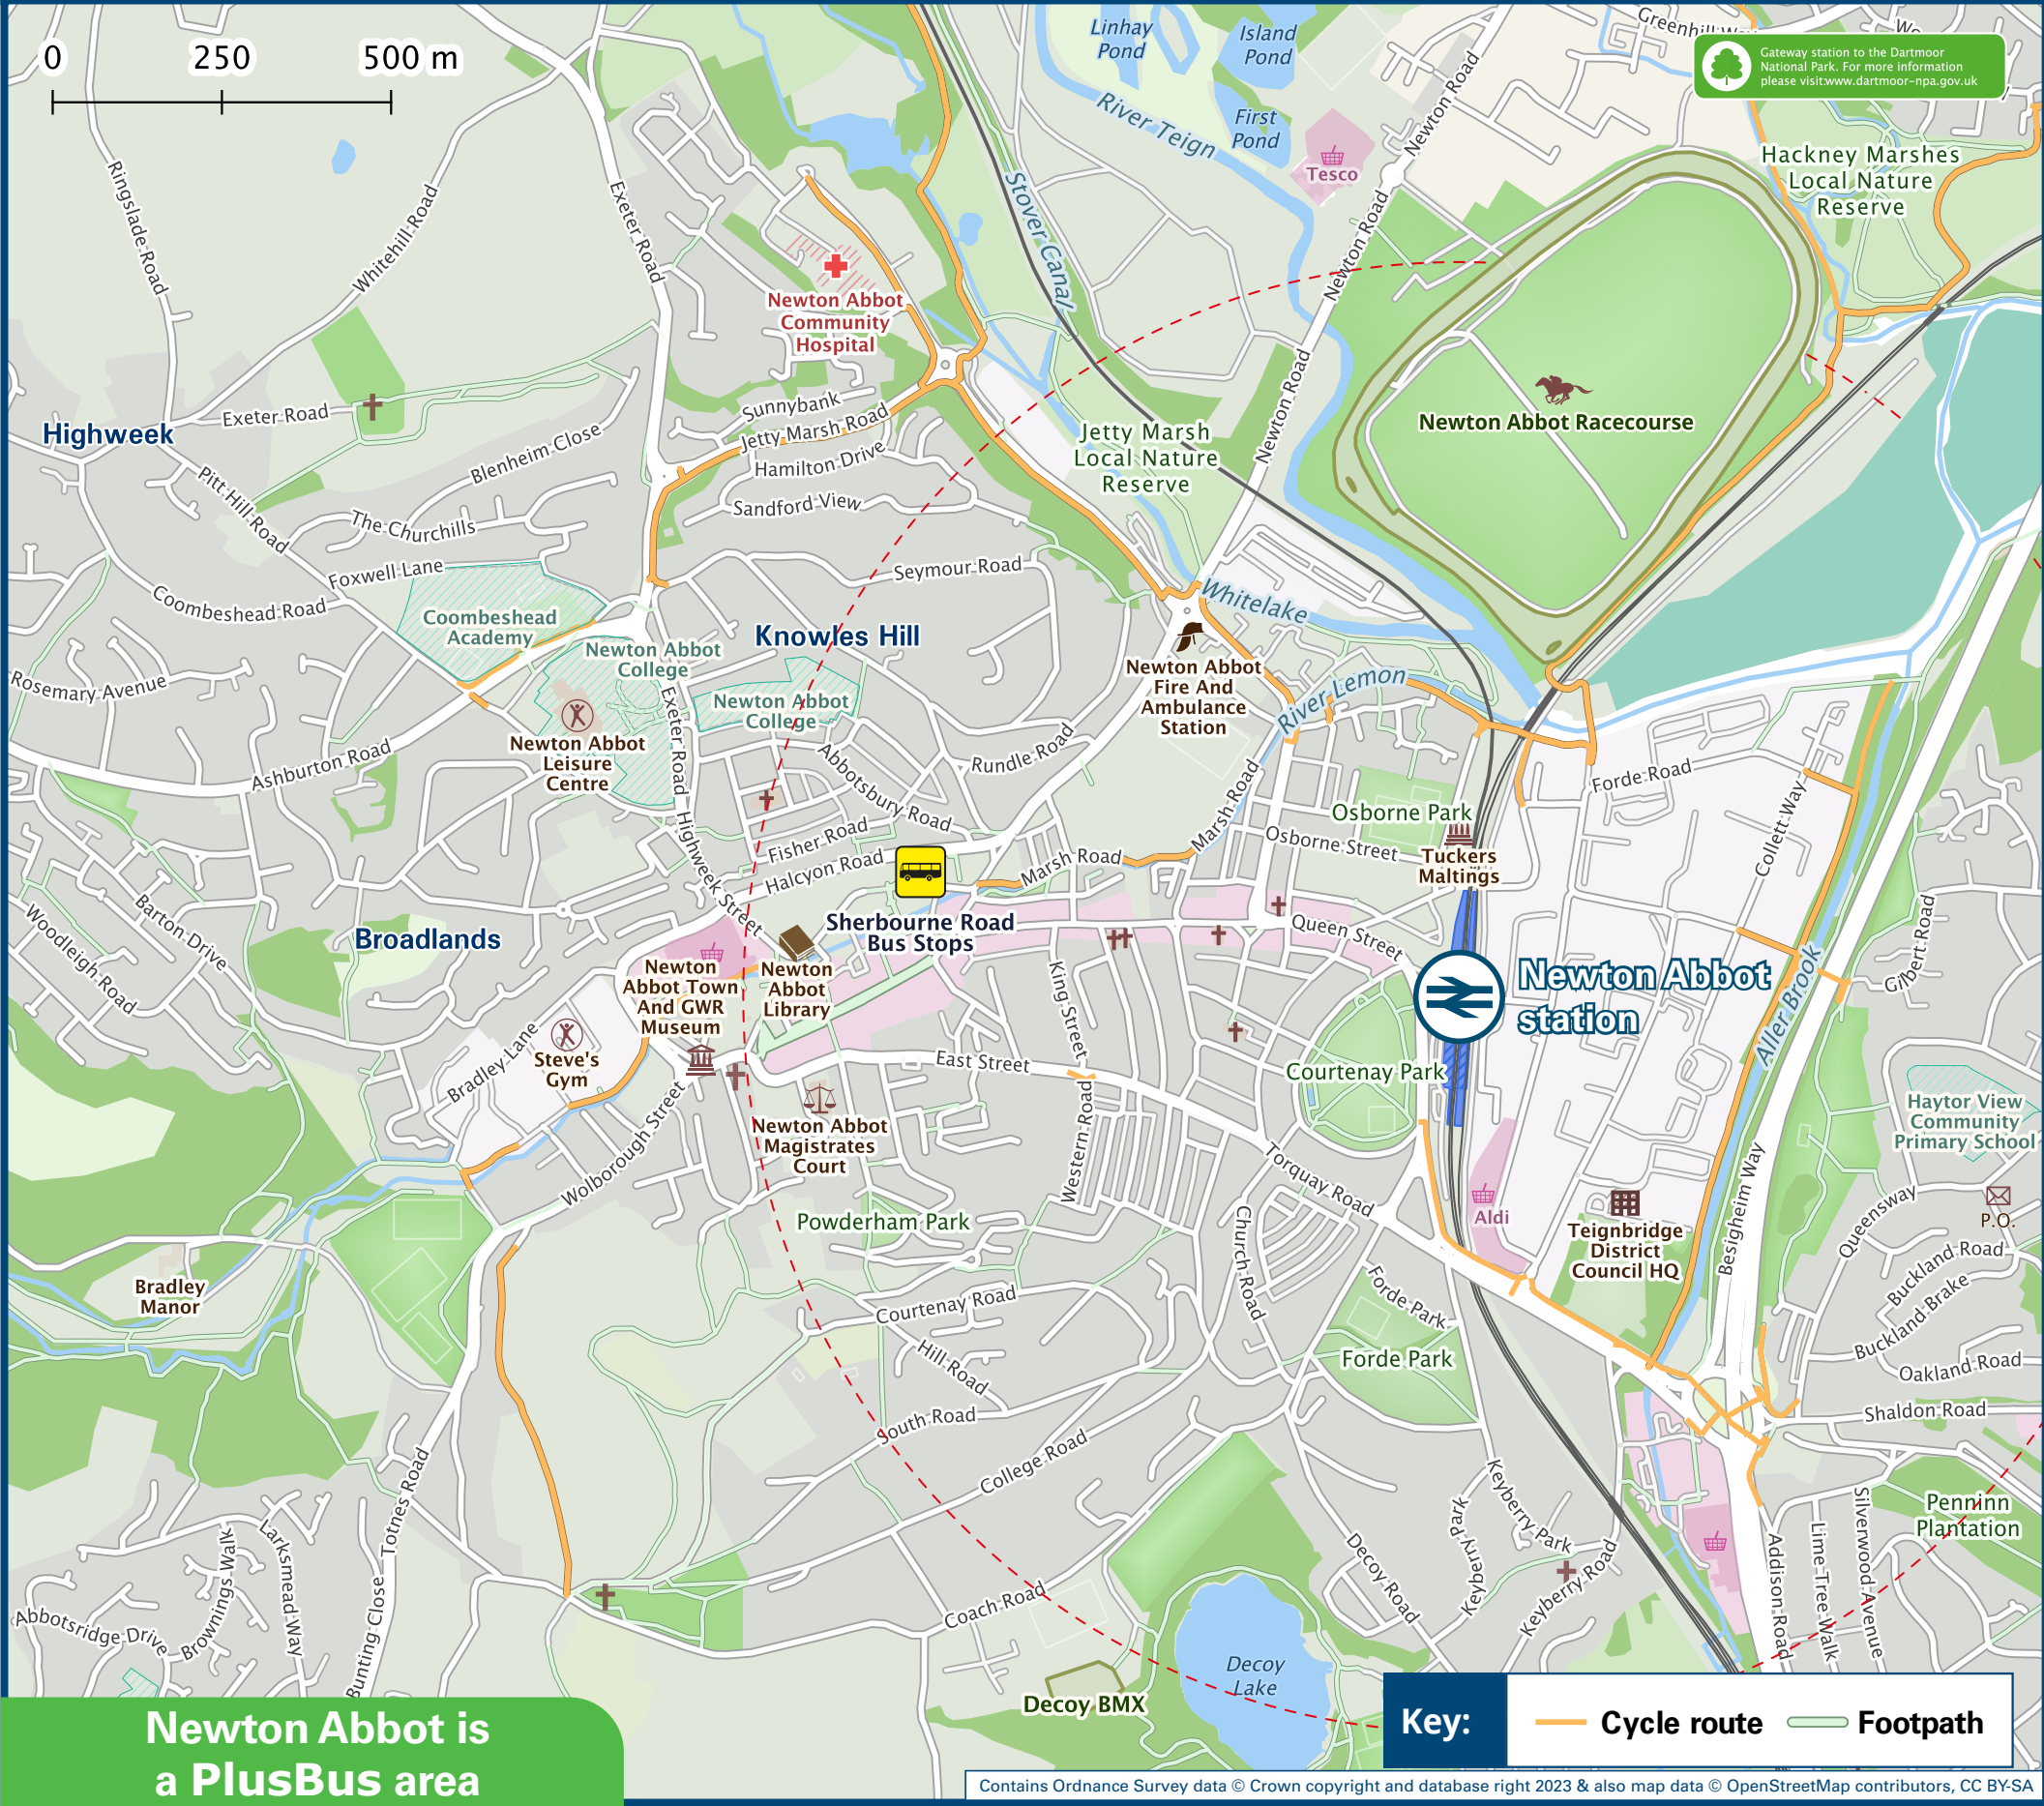 0 250 500 m
Linhay
Pond
Island
Pond
First
Pond
River Teign
Newton Road
Greenhill Way
Gateway station to the Dartmoor
National Park. For more information
please visit:www.dartmoor-npa.gov.uk
Hackney Marshes
Local Nature
Reserve
Tesco
Ringslade Road
Whitehill Road
Exeter Road
Stover Canal
Newton Road
Newton Road
Newton Road
Newton Abbot
Community
Hospital
Newton Abbot Racecourse
Highweek
Exeter Road
Sunnybank
Jetty Marsh Road
Hamilton Drive
Sandford View
Blenheim Close
The Churchills
Pitt Hill Road
Foxwell Lane
Coombeshead Road
Jetty Marsh
Local Nature
Reserve
Seymour Road
Whitelake
Coombeshead
Academy
Knowles Hill
Newton Abbot
College
Newton Abbot
College
Rosemary Avenue
Newton Abbot
Fire And
Ambulance
Station
River Lemon
Newton Abbot
Leisure
Centre
Exeter Road
Ashburton Road
Rundle Road
Abbotsbury Road
Forde Road
Collett Way
Marsh Road
Osborne Park
Osborne Street
Tuckers
Maltings
Fisher Road
Halcyon Road
Highweek Street
Marsh Road
Sherbourne Road
Bus Stops
Queen Street
Barton Drive
Woodleigh Road
Broadlands
Newton
Abbot Town
And GWR
Museum
Newton
Abbot
Library
King Street
Newton Abbot
station
Gilbert Road
Aller Brook
Bradley Lane
Steve's
Gym
East Street
Courtenay Park
Newton Abbot
Magistrates
Court
Wolborough Street
Western Road
Haytor View
Community
Primary School
Torquay Road
Besigheim Way
Queensway
P.O.
Aldi
Teignbridge
District
Council HQ
Powderham Park
Church Road
Buckland Road
Buckland Brake
Bradley
Manor
Courtenay Road
Hill Road
Forde Park
Forde Park
Oakland Road
Shaldon Road
South Road
College Road
Totnes Road
Keyberry Park
Keyberry Park
Keyberry Road
Decoy Road
Penninn
Plantation
Silverwood Avenue
Lime Tree Walk
Addison Road
Larksmead Way
Brownings Walk
Abbotsridge Drive
Bunting Close
Coach Road
Decoy BMX
Decoy
Lake
Newton Abbot is
a PlusBus area
Key:
Cycle route
Footpath
Contains Ordnance Survey data © Crown copyright and database right 2023 & also map data © OpenStreetMap contributors, CC BY-SA